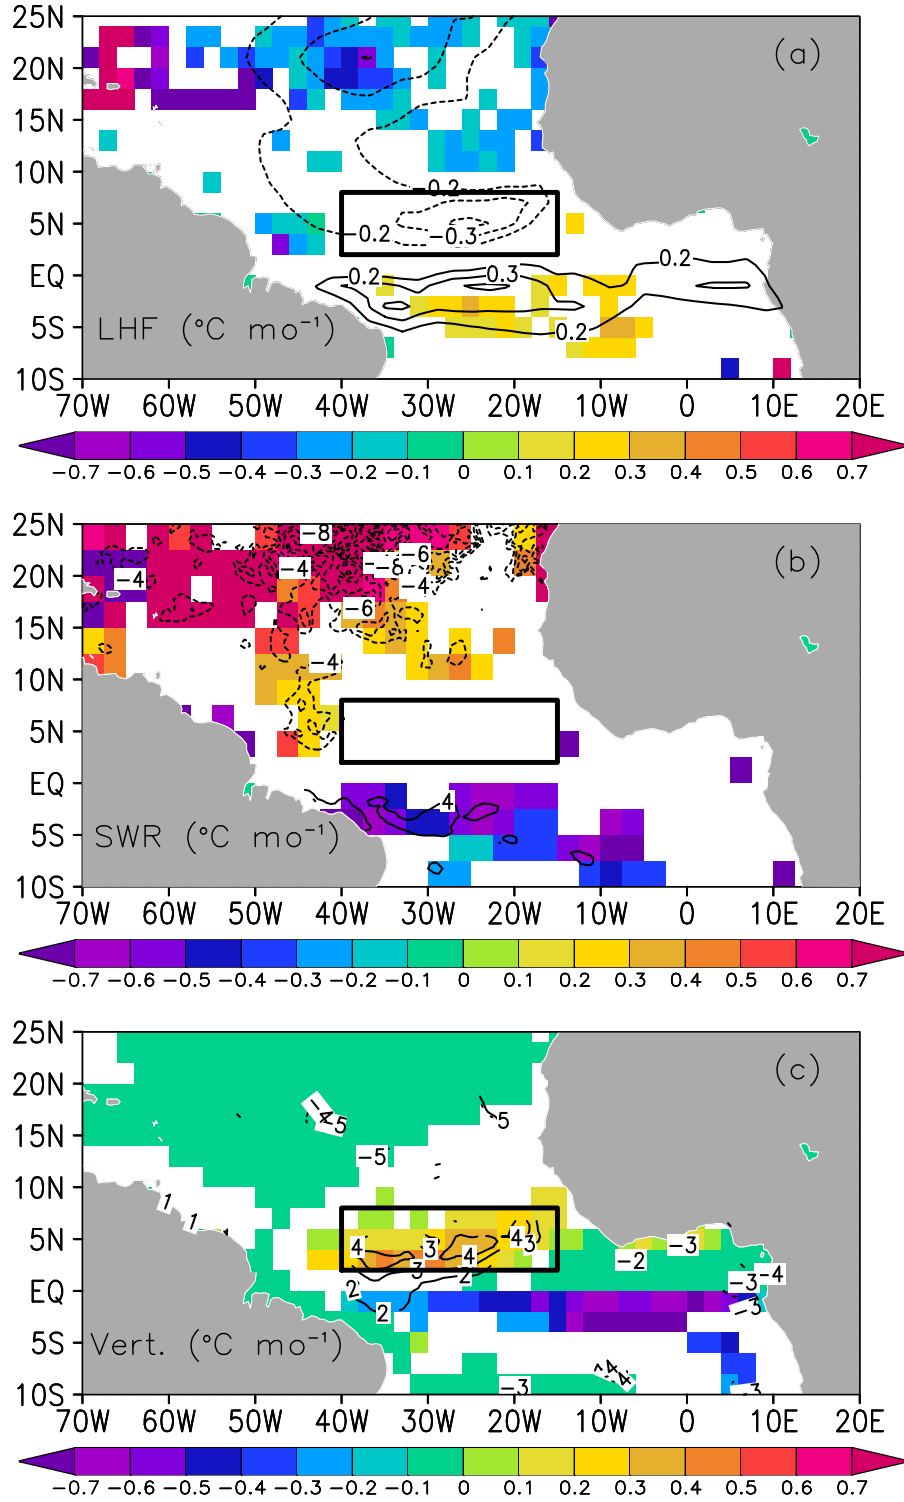 25N
(a)
20N
15N
10N
-0.2
5N
-0.2
-0.3
0.2
0.2
0.3
EQ
5S
0.2
LHF (°C mo⁻¹)
10S
70W 60W 50W 40W 30W 20W 10W 0 10E 20E
-0.7 -0.6 -0.5 -0.4 -0.3 -0.2 -0.1 0 0.1 0.2 0.3 0.4 0.5 0.6 0.7
25N
-8
-6
(b)
-4
-8
-4
20N
-4
-6
15N
-4
10N
5N
EQ
4
5S
SWR (°C mo⁻¹)
10S
70W 60W 50W 40W 30W 20W 10W 0 10E 20E
-0.7 -0.6 -0.5 -0.4 -0.3 -0.2 -0.1 0 0.1 0.2 0.3 0.4 0.5 0.6 0.7
25N
(c)
20N
-4
-5
-5
15N
-5
10N
1
1
5N
4
3
4
4
3
3
-3
-2
2
2
-3
-4
EQ
2
-3
5S
Vert. (°C mo⁻¹)
-4
4
-3
-3
10S
70W 60W 50W 40W 30W 20W 10W 0 10E 20E
-0.7 -0.6 -0.5 -0.4 -0.3 -0.2 -0.1 0 0.1 0.2 0.3 0.4 0.5 0.6 0.7